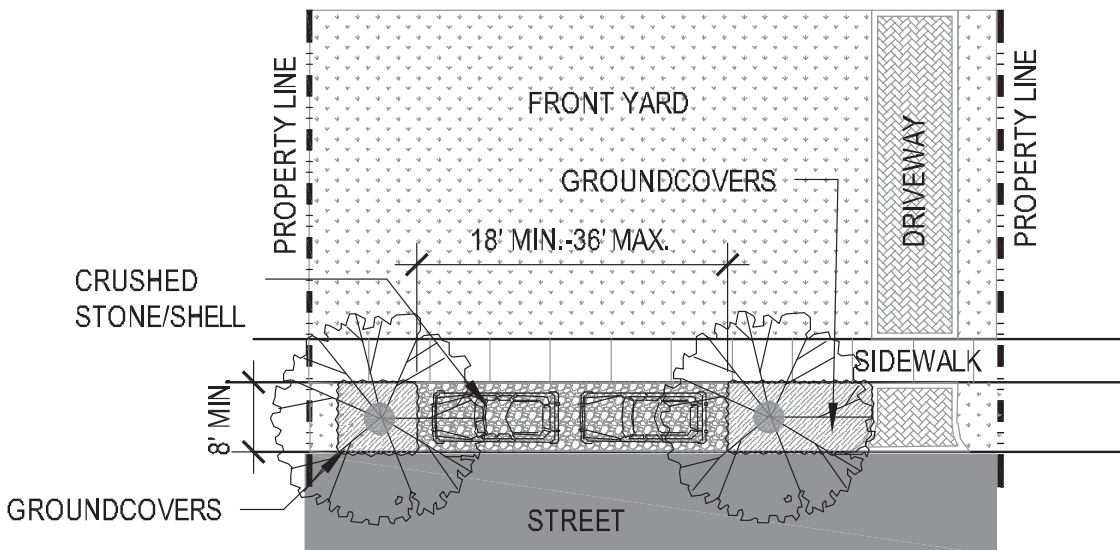 PROPERTY LINE
FRONT YARD
PROPERTY LINE
DRIVEWAY
GROUNDCOVERS
18' MIN.-36' MAX.
CRUSHED
STONE/SHELL
SIDEWALK
8' MIN
GROUNDCOVERS
STREET